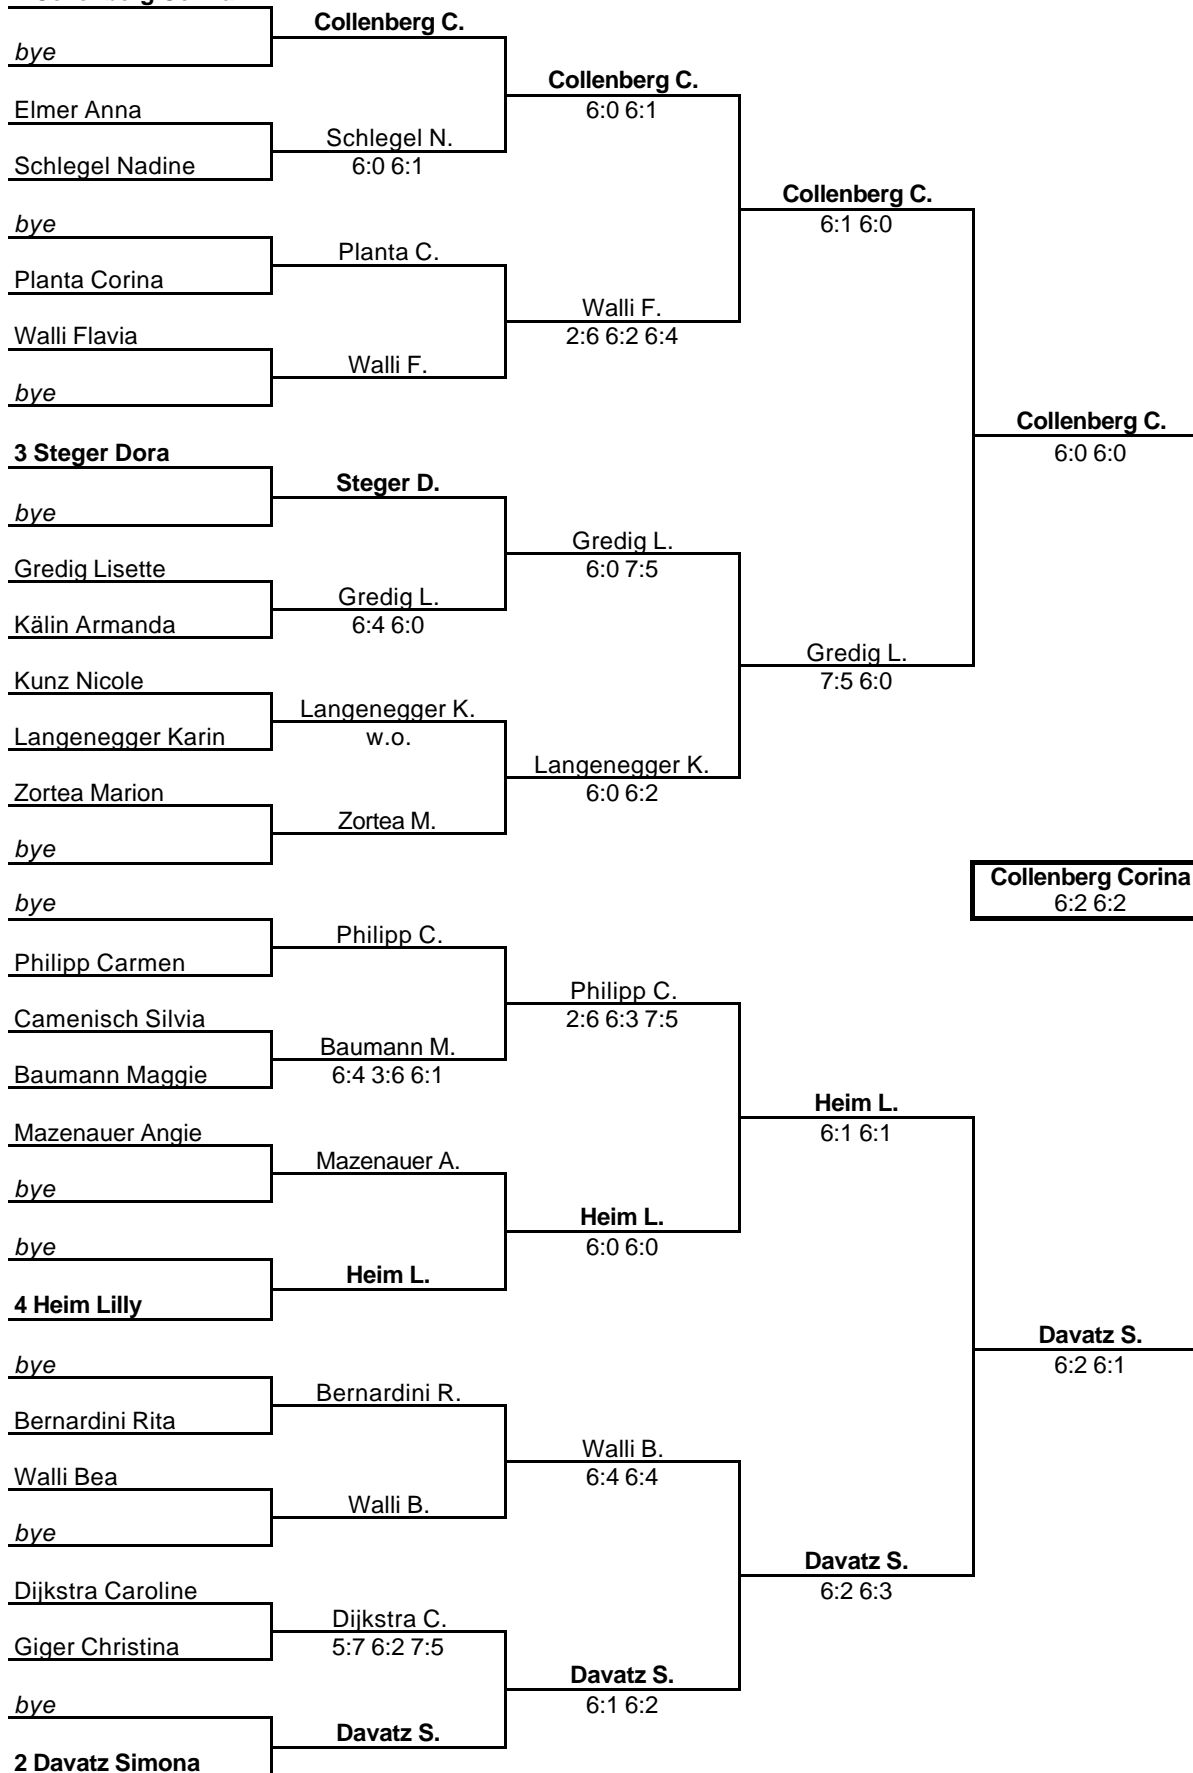 Collenberg C.
bye
Collenberg C.
Elmer Anna
6:0 6:1
Schlegel N.
Schlegel Nadine
6:0 6:1
Collenberg C.
bye
6:1 6:0
Planta C.
Planta Corina
Walli F.
Walli Flavia
2:6 6:2 6:4
Walli F.
bye
Collenberg C.
3 Steger Dora
6:0 6:0
Steger D.
bye
Gredig L.
Gredig Lisette
6:0 7:5
Gredig L.
Kälin Armanda
6:4 6:0
Gredig L.
Kunz Nicole
7:5 6:0
Langenegger K.
Langenegger Karin
w.o.
Langenegger K.
Zortea Marion
6:0 6:2
Zortea M.
bye
Collenberg Corina
6:2 6:2
bye
Philipp C.
Philipp Carmen
Philipp C.
Camenisch Silvia
2:6 6:3 7:5
Baumann M.
Baumann Maggie
6:4 3:6 6:1
Heim L.
Mazenauer Angie
6:1 6:1
Mazenauer A.
bye
Heim L.
bye
6:0 6:0
Heim L.
4 Heim Lilly
Davatz S.
bye
6:2 6:1
Bernardini R.
Bernardini Rita
Walli B.
Walli Bea
6:4 6:4
Walli B.
bye
Davatz S.
Dijkstra Caroline
6:2 6:3
Dijkstra C.
Giger Christina
5:7 6:2 7:5
Davatz S.
bye
6:1 6:2
Davatz S.
2 Davatz Simona